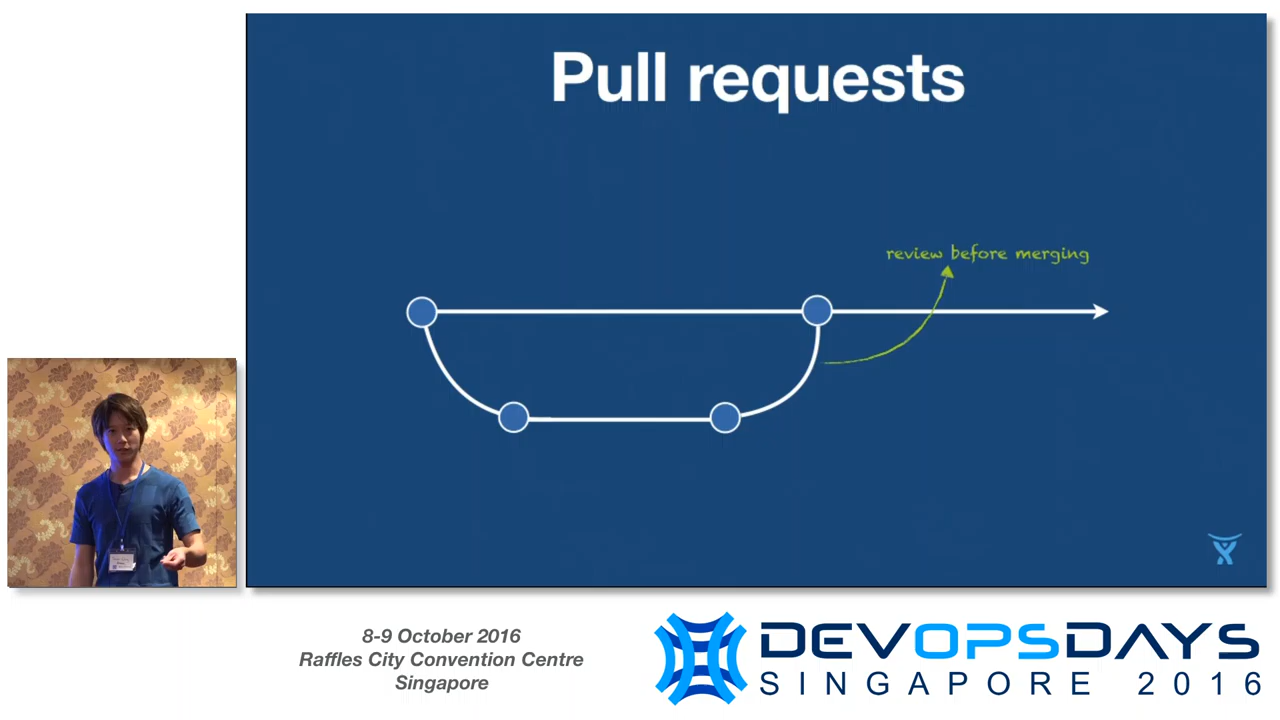 Pull requests
review before merging
8-9 October 2016
Raffles City Convention Centre
Singapore
DEVOPSDAYS
SINGAPORE 2016